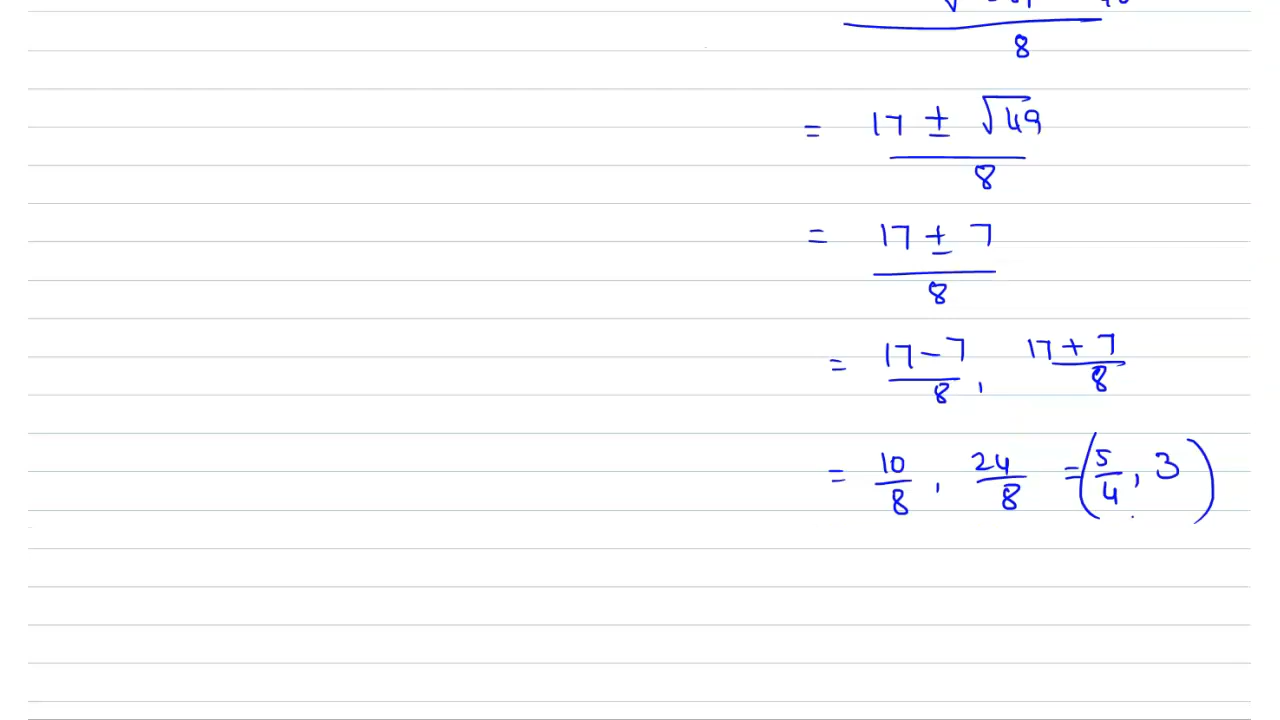 8
= 17 ± √49
8
= 17 ± 7
8
= 17 - 7 / 8 , 17 + 7 / 8
= 10 / 8 , 24 / 8 = ( 5 / 4 , 3 )